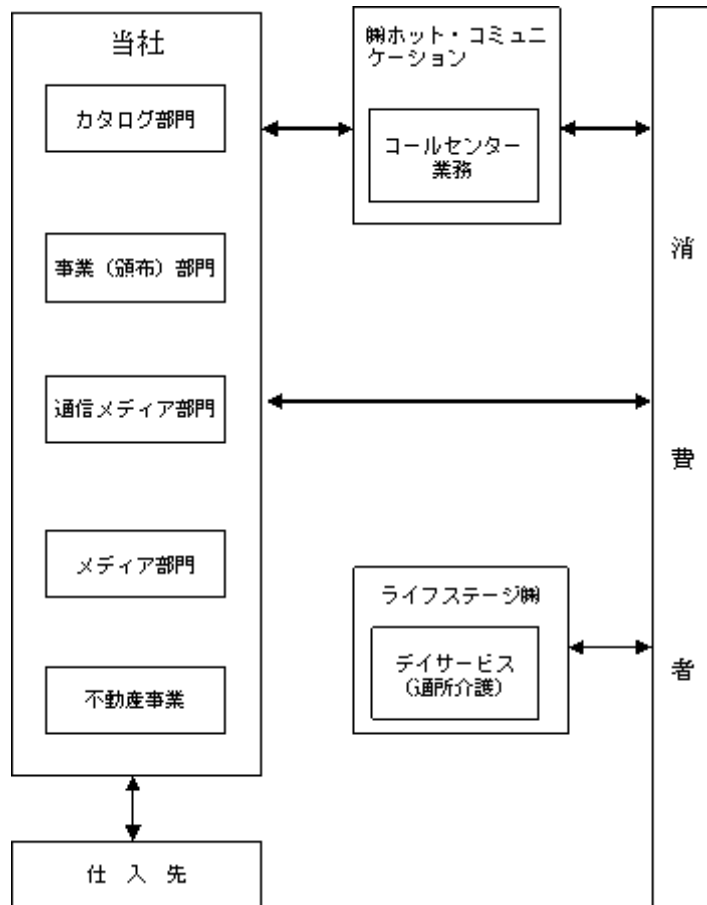 当社
カタログ部門
事業（頒布）部門
通信メディア部門
メディア部門
不動産事業
仕入先
㈱ホット・コミュニ
ケーション
コールセンター
業務
ライフステージ㈱
デイサービス
（通所介護）
消
費
者